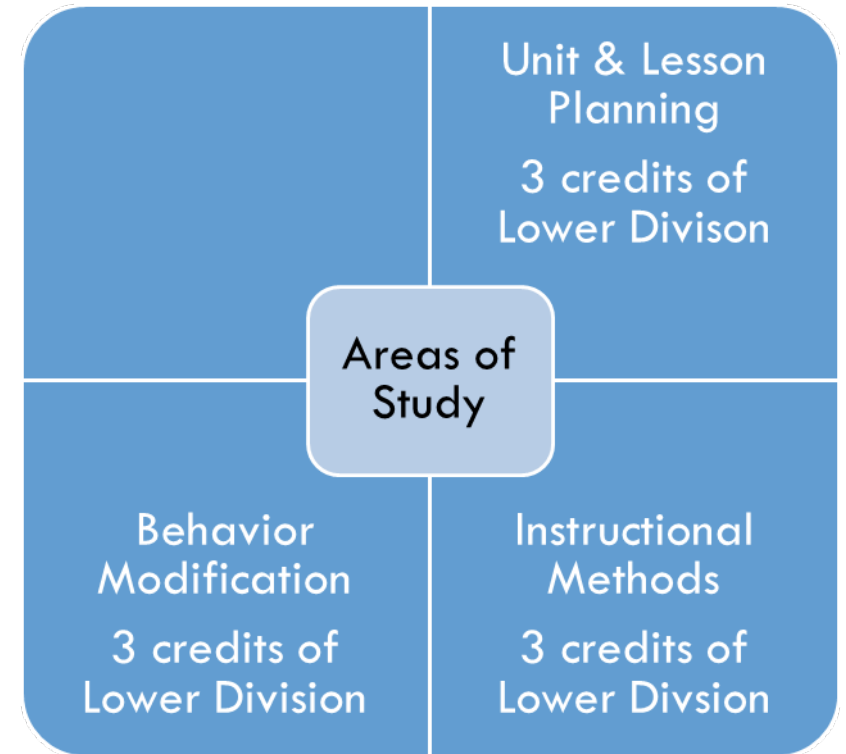 Unit & Lesson
Planning
3 credits of
Lower Divison
Areas of
Study
Behavior
Modification
3 credits of
Lower Division
Instructional
Methods
3 credits of
Lower Divsion